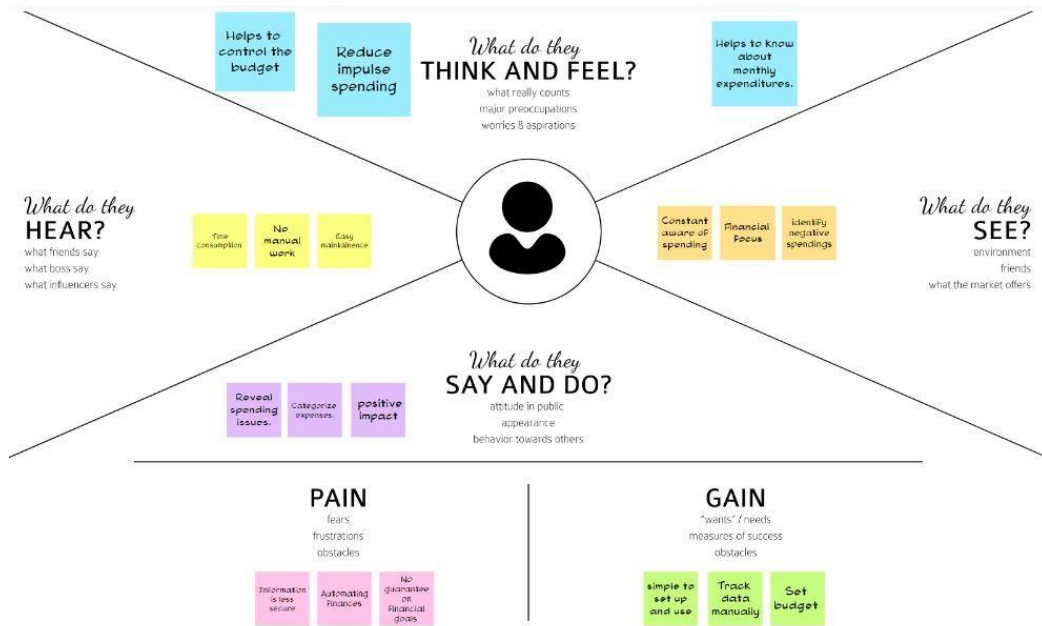 Helps to
control the
budget
Reduce
impulse
spending
What do they
THINK AND FEEL?
what really counts
major preoccupations
worries & aspirations
Helps to know
about
monthly
expenditures.
What do they
HEAR?
what friends say
what boss say
what influencers say
Time
consumption
No
manual
work
Easy
maintainence
Constant
aware of
spending
Financial
Focus
identify
negative
spendings
What do they
SEE?
environment
friends
what the market offers
What do they
SAY AND DO?
attitude in public
appearance
behavior towards others
Reveal
spending
issues.
Categorize
expenses.
positive
impact
PAIN
fears
frustrations
obstacles
Information
is less
secure
Automating
Finances
No
guarantee
on
Financial
goals
GAIN
"wants" / needs
measures of success
obstacles
simple to
set up
and use
Track
data
manually
Set
budget